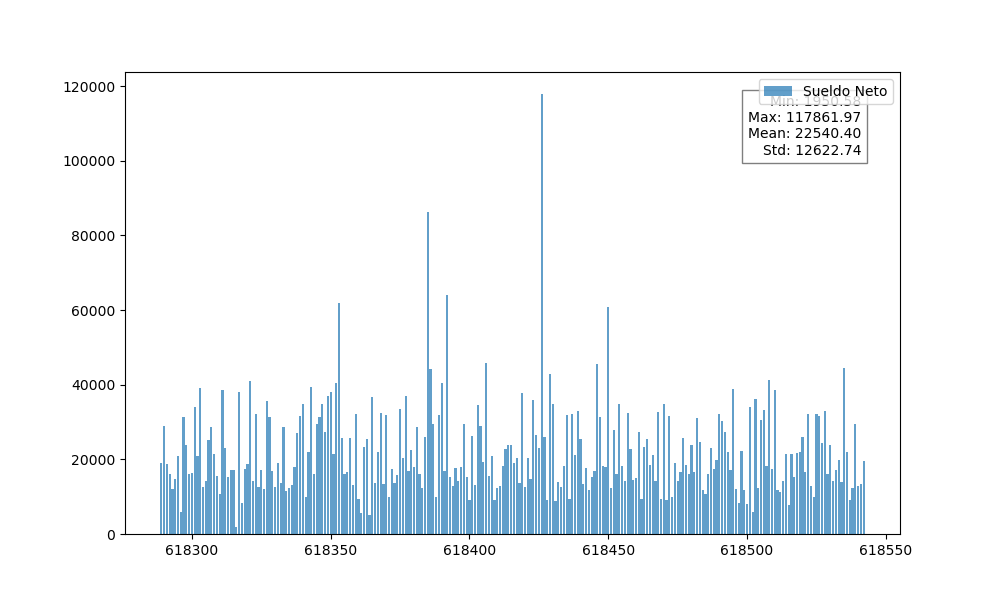 120000
100000
80000
60000
40000
20000
0
618300 618350 618400 618450 618500 618550
Sueldo Neto
Min: 1950.58
Max: 117861.97
Mean: 22540.40
Std: 12622.74